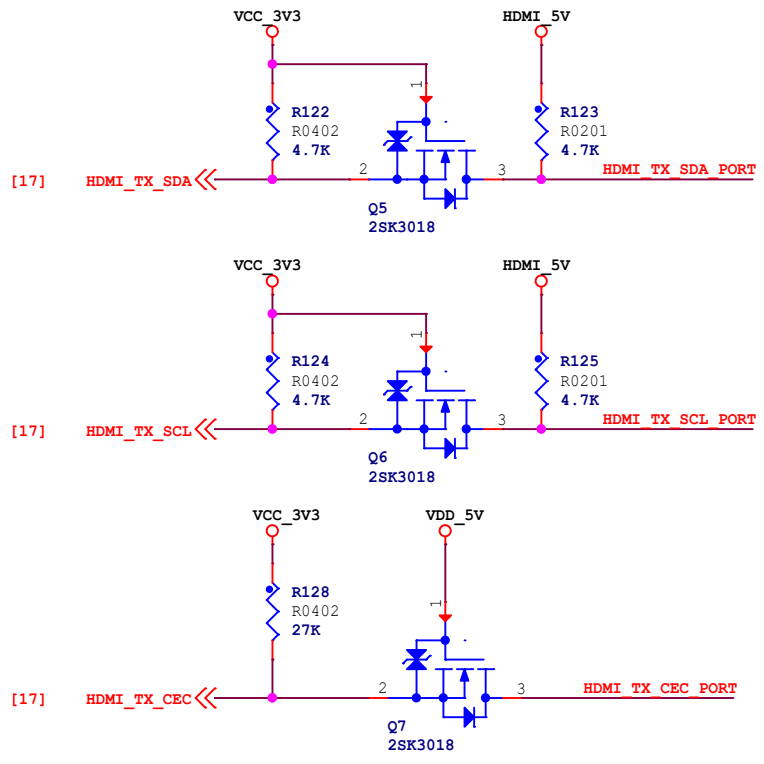 VCC_3V3 HDMI_5V
1
R122 R123
R0402 R0201
4.7K 4.7K
[17] HDMI_TX_SDA 2 3 HDMI_TX_SDA_PORT
Q5
2SK3018
VCC_3V3 HDMI_5V
1
R124 R125
R0402 R0201
4.7K 4.7K
[17] HDMI_TX_SCL 2 3 HDMI_TX_SCL_PORT
Q6
2SK3018
VCC_3V3 VDD_5V
1
R128
R0402
27K
[17] HDMI_TX_CEC 2 3 HDMI_TX_CEC_PORT
Q7
2SK3018